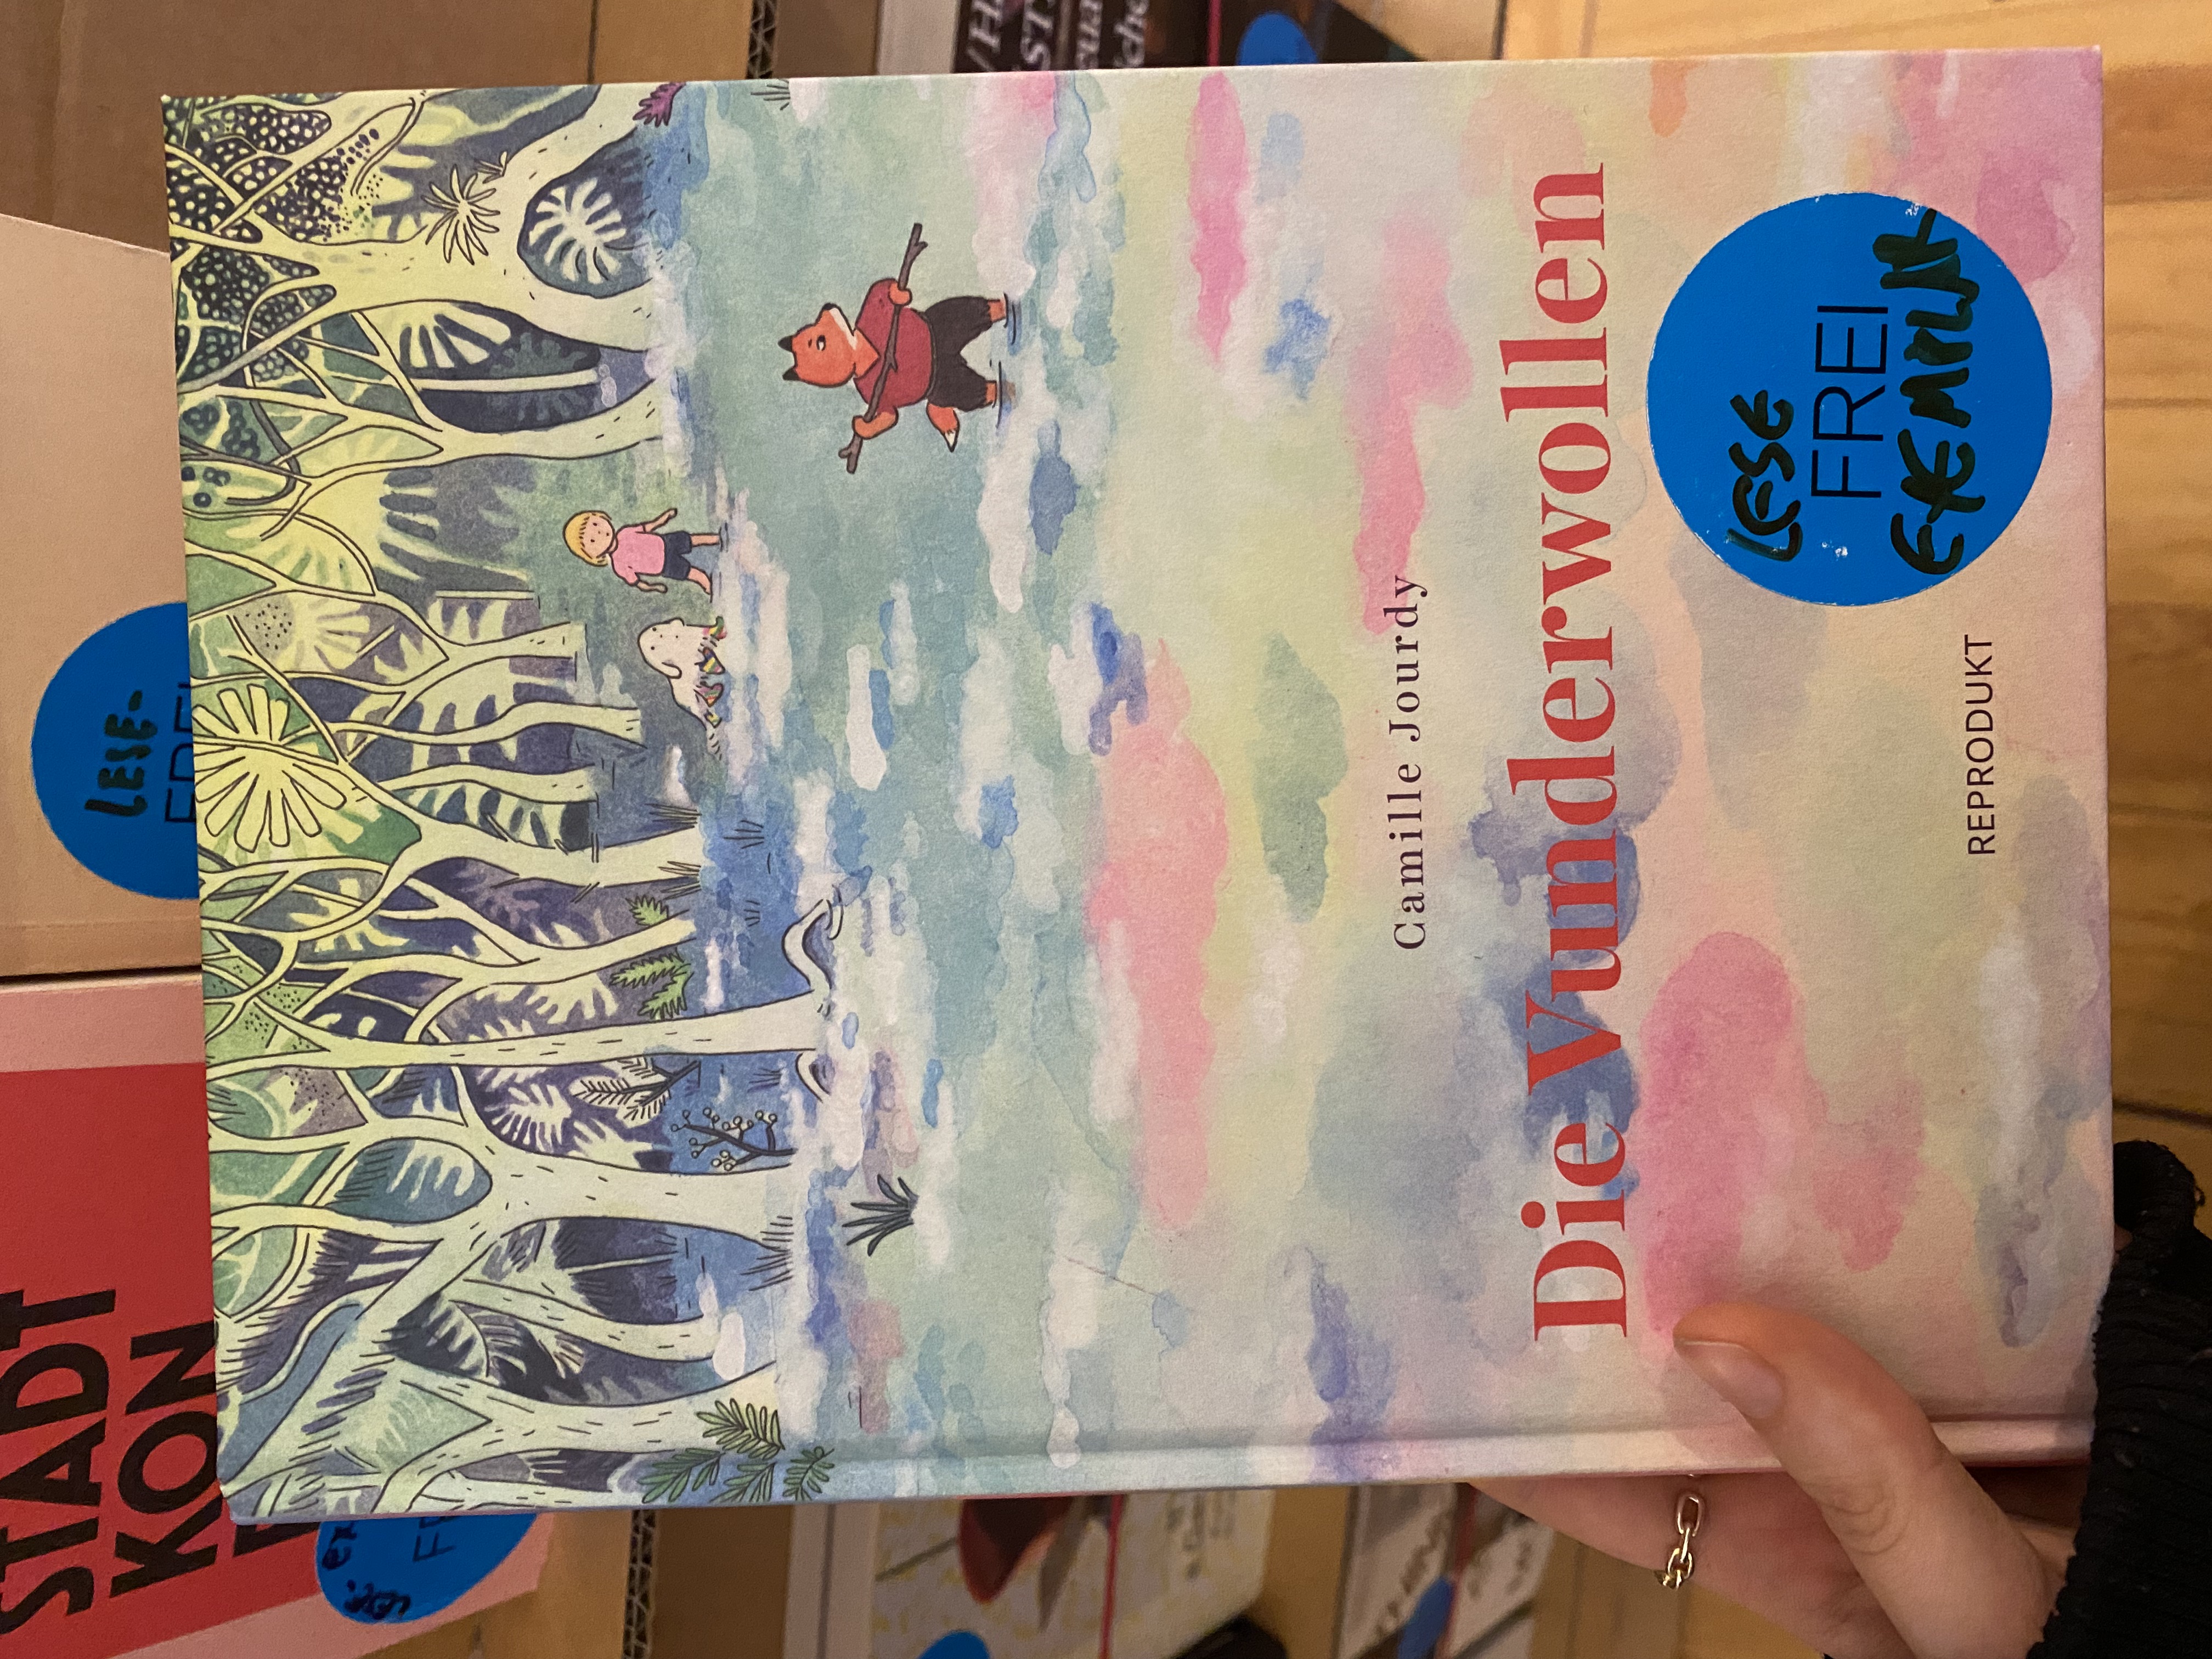 Camille Jourdy
Die Vunderwollen
LESE
FREI
EXEMPLAR
REPRODUKT
LESE-
STADT
KON